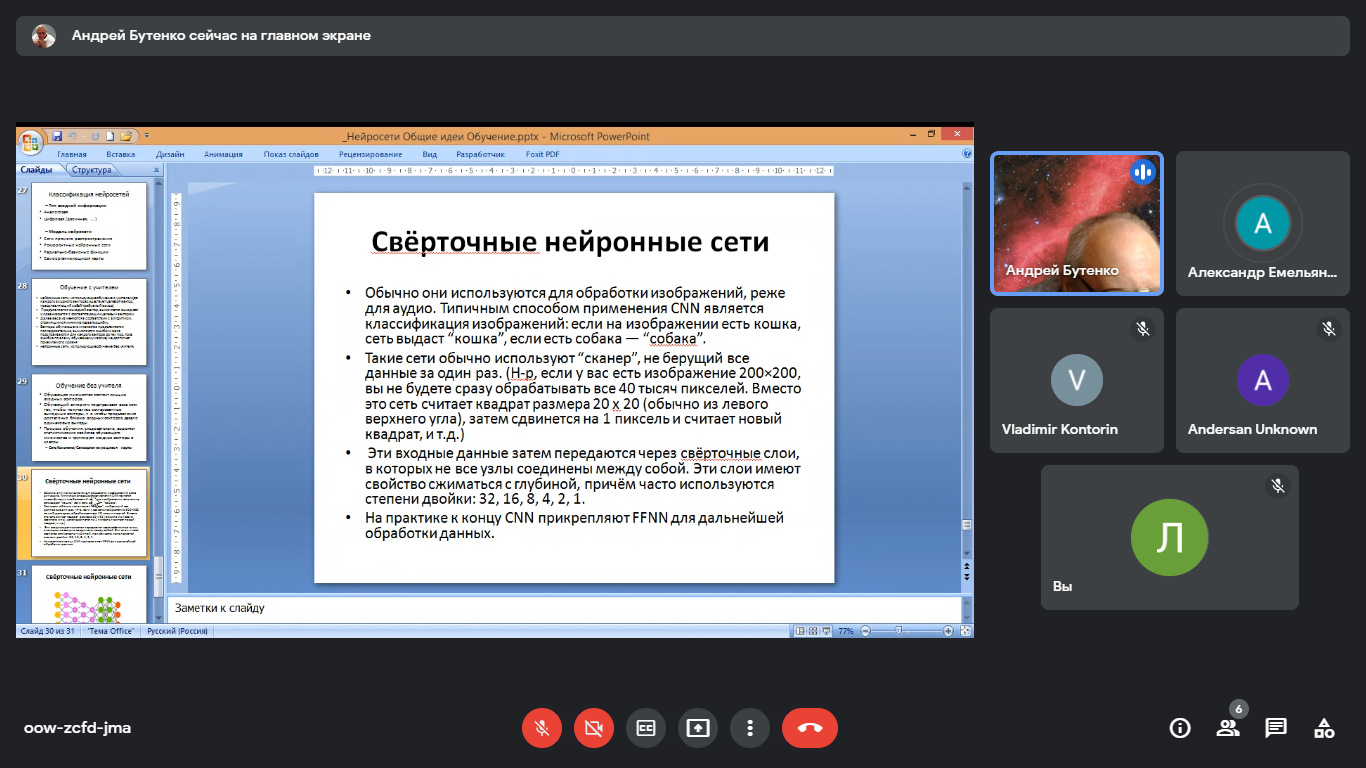 Андрей Бутенко сейчас на главном экране
_Нейросети Общие идеи Обучение.pptx - Microsoft PowerPoint
Главная Вставка Дизайн Анимация Показ слайдов Рецензирование Вид Разработчик Foxit PDF
Слайды Структура
27
Классификация нейросетей
28
Обучение с учителем
29
Обучение без учителя
30
Свёрточные нейронные сети
31
Свёрточные нейронные сети
Свёрточные нейронные сети
• Обычно они используются для обработки изображений, реже
для аудио. Типичным способом применения CNN является
классификация изображений: если на изображении есть кошка,
сеть выдаст “кошка”, если есть собака — “собака”.
• Такие сети обычно используют “сканер”, не берущий все
данные за один раз. (Н-р, если у вас есть изображение 200×200,
вы не будете сразу обрабатывать все 40 тысяч пикселей. Вместо
это сеть считает квадрат размера 20 x 20 (обычно из левого
верхнего угла), затем сдвинется на 1 пиксель и считает новый
квадрат, и т.д.)
• Эти входные данные затем передаются через свёрточные слои,
в которых не все узлы соединены между собой. Эти слои имеют
свойство сжиматься с глубиной, причём часто используются
степени двойки: 32, 16, 8, 4, 2, 1.
• На практике к концу CNN прикрепляют FFNN для дальнейшей
обработки данных.
Заметки к слайду
Слайд 30 из 31 "Тема Office" Русский (Россия) 77%
Андрей Бутенко
А
Александр Емельян...
V
Vladimir Kontorin
A
Andersan Unknown
Л
Вы
oow-zcfd-jma
6